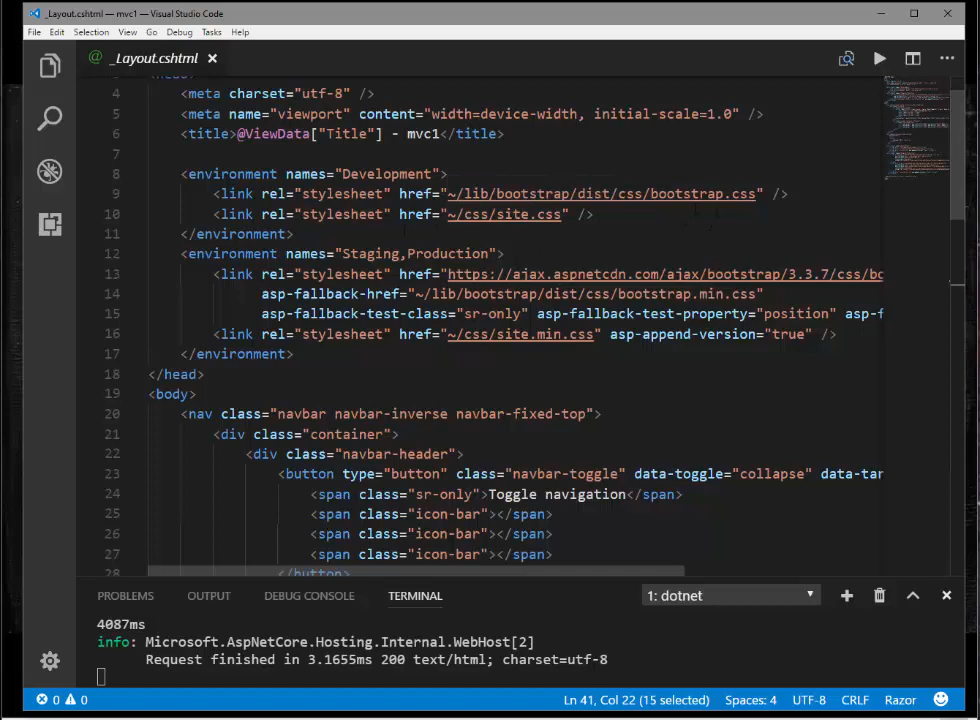 _Layout.cshtml - mvc1 - Visual Studio Code
File Edit Selection View Go Debug Tasks Help
@ _Layout.cshtml
4 <meta charset="utf-8" />
5 <meta name="viewport" content="width=device-width, initial-scale=1.0" />
6 <title>@ViewData["Title"] - mvc1</title>
7
8 <environment names="Development">
9 <link rel="stylesheet" href="~/lib/bootstrap/dist/css/bootstrap.css" />
10 <link rel="stylesheet" href="~/css/site.css" />
11 </environment>
12 <environment names="Staging,Production">
13 <link rel="stylesheet" href="https://ajax.aspnetcdn.com/ajax/bootstrap/3.3.7/css/bo
14 asp-fallback-href="~/lib/bootstrap/dist/css/bootstrap.min.css"
15 asp-fallback-test-class="sr-only" asp-fallback-test-property="position" asp-f
16 <link rel="stylesheet" href="~/css/site.min.css" asp-append-version="true" />
17 </environment>
18 </head>
19 <body>
20 <nav class="navbar navbar-inverse navbar-fixed-top">
21 <div class="container">
22 <div class="navbar-header">
23 <button type="button" class="navbar-toggle" data-toggle="collapse" data-tar
24 <span class="sr-only">Toggle navigation</span>
25 <span class="icon-bar"></span>
26 <span class="icon-bar"></span>
27 <span class="icon-bar"></span>
28 </button>
PROBLEMS OUTPUT DEBUG CONSOLE TERMINAL 1: dotnet
4087ms
info: Microsoft.AspNetCore.Hosting.Internal.WebHost[2]
Request finished in 3.1655ms 200 text/html; charset=utf-8
0 0 Ln 41, Col 22 (15 selected) Spaces: 4 UTF-8 CRLF Razor